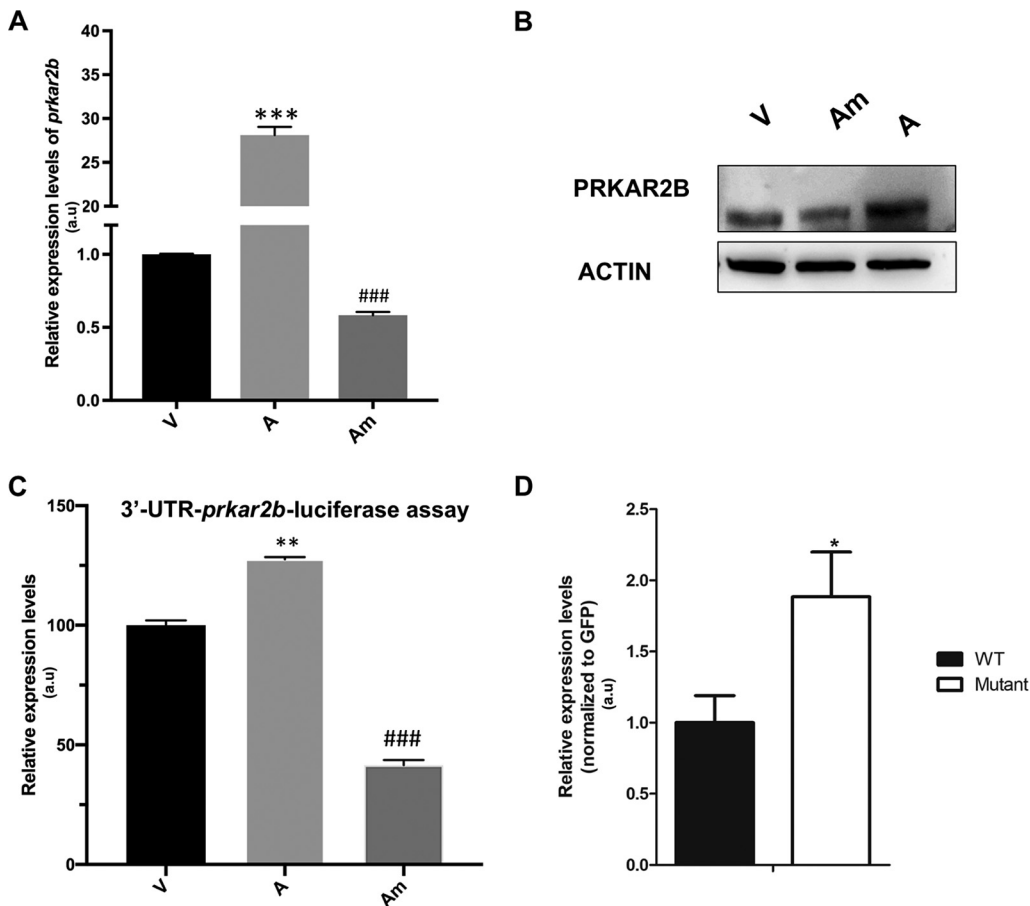 A
Relative expression levels of prkar2b
(a.u)
40
35
30
25
20
1.0
0.5
0.0
***
###
V
A
Am
B
V
Am
A
PRKAR2B
ACTIN
C
3’-UTR-prkar2b-luciferase assay
Relative expression levels
(a.u)
150
100
50
0
**
###
V
A
Am
D
Relative expression levels
(normalized to GFP)
(a.u)
2.5
2.0
1.5
1.0
0.5
0.0
*
WT
Mutant